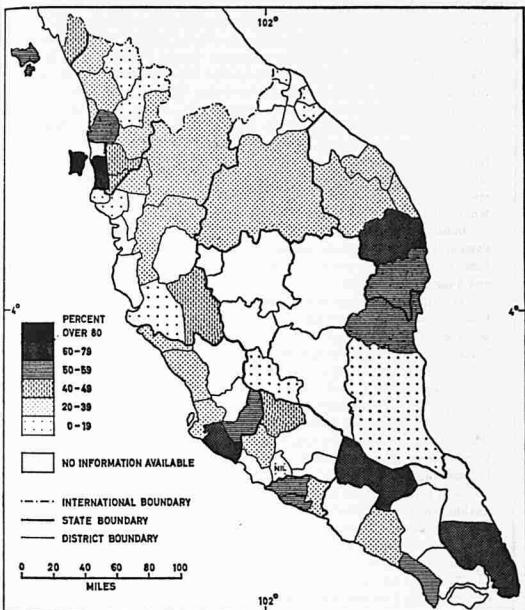 102°
4°
4°
PERCENT
OVER 80
60-79
50-59
40-49
20-39
0-19
NO INFORMATION AVAILABLE
INTERNATIONAL BOUNDARY
STATE BOUNDARY
DISTRICT BOUNDARY
0 20 40 60 80 100
MILES
NIL
102°